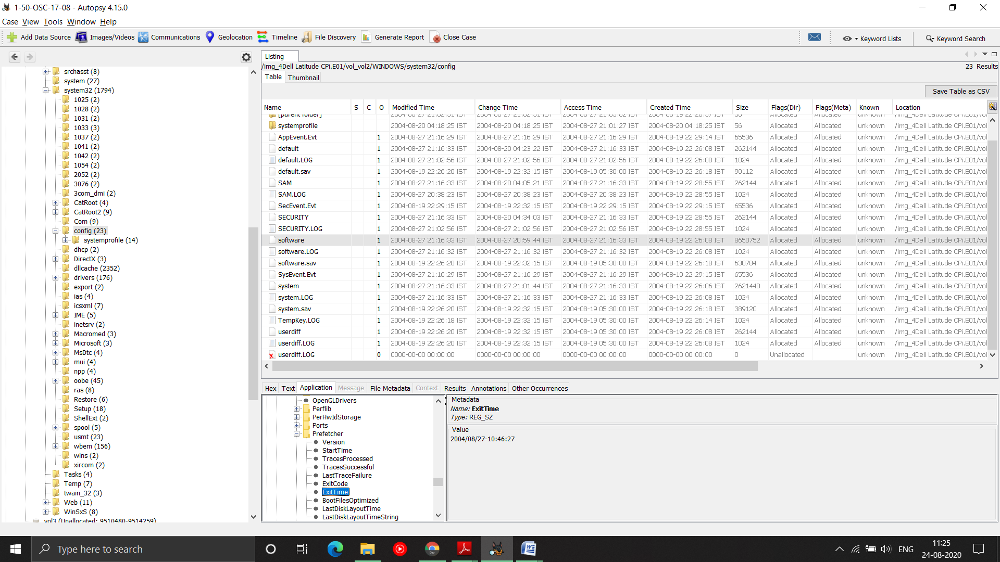 1-50-OSC-17-08 - Autopsy 4.15.0
Case View Tools Window Help
Add Data Source Images/Videos Communications Geolocation Timeline File Discovery Generate Report Close Case Keyword Lists Keyword Search
srchasst (8)
system (27)
system32 (1794)
1025 (2)
1028 (2)
1031 (2)
1033 (3)
1037 (2)
1041 (2)
1042 (2)
1054 (2)
2052 (2)
3076 (2)
3com_dmi (2)
CatRoot (4)
CatRoot2 (9)
Com (9)
config (23)
systemprofile (14)
dhcp (2)
DirectX (3)
dllcache (2352)
drivers (176)
export (2)
ias (4)
icsxml (7)
IME (5)
inetsrv (2)
Macromed (3)
Microsoft (3)
MsDtc (4)
mui (4)
npp (4)
oobe (45)
ras (8)
Restore (6)
Setup (18)
ShellExt (2)
spool (5)
usmt (23)
wbem (156)
wins (2)
xircom (2)
Tasks (4)
Temp (7)
twain_32 (3)
Web (11)
WinSxS (8)
vol3 (Unallocated: 9510480-9514259)
Listing
/img_4Dell Latitude CPi.E01/vol_vol2/WINDOWS/system32/config 23 Results
Table Thumbnail
Save Table as CSV
Name S C O Modified Time Change Time Access Time Created Time Size Flags(Dir) Flags(Meta) Known Location
[parent folder] 2004-08-27 21:02:31 IST 2004-08-27 21:02:31 IST 2004-08-27 21:03:02 IST 2004-08-19 22:28:37 IST 56 Allocated Allocated unknown /img_4Dell Latitude CPi.E01/vol
systemprofile 2004-08-20 04:18:25 IST 2004-08-20 04:18:25 IST 2004-08-27 21:01:27 IST 2004-08-20 04:18:25 IST 56 Allocated Allocated unknown /img_4Dell Latitude CPi.E01/vol
AppEvent.Evt 1 2004-08-27 21:16:29 IST 2004-08-27 21:16:29 IST 2004-08-27 21:16:29 IST 2004-08-19 22:29:14 IST 65536 Allocated Allocated unknown /img_4Dell Latitude CPi.E01/vol
default 1 2004-08-27 21:16:33 IST 2004-08-20 04:23:22 IST 2004-08-27 21:16:33 IST 2004-08-19 22:26:08 IST 262144 Allocated Allocated unknown /img_4Dell Latitude CPi.E01/vol
default.LOG 1 2004-08-27 21:02:56 IST 2004-08-27 21:02:56 IST 2004-08-27 21:02:56 IST 2004-08-19 22:26:08 IST 1024 Allocated Allocated unknown /img_4Dell Latitude CPi.E01/vol
default.sav 1 2004-08-19 22:26:20 IST 2004-08-19 22:32:15 IST 2004-08-19 05:30:00 IST 2004-08-19 22:26:18 IST 90112 Allocated Allocated unknown /img_4Dell Latitude CPi.E01/vol
SAM 1 2004-08-27 21:16:33 IST 2004-08-20 04:05:21 IST 2004-08-27 21:16:33 IST 2004-08-19 22:28:55 IST 262144 Allocated Allocated unknown /img_4Dell Latitude CPi.E01/vol
SAM.LOG 1 2004-08-27 20:38:23 IST 2004-08-27 20:38:23 IST 2004-08-27 20:38:23 IST 2004-08-19 22:28:55 IST 1024 Allocated Allocated unknown /img_4Dell Latitude CPi.E01/vol
SecEvent.Evt 1 2004-08-19 22:29:15 IST 2004-08-19 22:32:15 IST 2004-08-19 22:29:15 IST 2004-08-19 22:29:15 IST 65536 Allocated Allocated unknown /img_4Dell Latitude CPi.E01/vol
SECURITY 1 2004-08-27 21:16:33 IST 2004-08-20 04:34:03 IST 2004-08-27 21:16:33 IST 2004-08-19 22:28:55 IST 262144 Allocated Allocated unknown /img_4Dell Latitude CPi.E01/vol
SECURITY.LOG 1 2004-08-27 21:02:56 IST 2004-08-27 21:02:56 IST 2004-08-27 21:02:56 IST 2004-08-19 22:28:55 IST 1024 Allocated Allocated unknown /img_4Dell Latitude CPi.E01/vol
software 1 2004-08-27 21:16:33 IST 2004-08-27 20:59:44 IST 2004-08-27 21:16:33 IST 2004-08-19 22:26:08 IST 8650752 Allocated Allocated unknown /img_4Dell Latitude CPi.E01/vol
software.LOG 1 2004-08-27 21:16:32 IST 2004-08-27 21:16:32 IST 2004-08-27 21:16:32 IST 2004-08-19 22:26:08 IST 1024 Allocated Allocated unknown /img_4Dell Latitude CPi.E01/vol
software.sav 1 2004-08-19 22:26:20 IST 2004-08-19 22:32:15 IST 2004-08-19 05:30:00 IST 2004-08-19 22:26:18 IST 630784 Allocated Allocated unknown /img_4Dell Latitude CPi.E01/vol
SysEvent.Evt 1 2004-08-27 21:16:29 IST 2004-08-27 21:16:29 IST 2004-08-27 21:16:29 IST 2004-08-19 22:29:15 IST 65536 Allocated Allocated unknown /img_4Dell Latitude CPi.E01/vol
system 1 2004-08-27 21:16:33 IST 2004-08-27 21:01:44 IST 2004-08-27 21:16:33 IST 2004-08-19 22:26:06 IST 2621440 Allocated Allocated unknown /img_4Dell Latitude CPi.E01/vol
system.LOG 1 2004-08-27 21:16:33 IST 2004-08-27 21:16:33 IST 2004-08-27 21:16:33 IST 2004-08-19 22:26:08 IST 1024 Allocated Allocated unknown /img_4Dell Latitude CPi.E01/vol
system.sav 1 2004-08-19 22:26:20 IST 2004-08-19 22:32:15 IST 2004-08-19 05:30:00 IST 2004-08-19 22:26:18 IST 389120 Allocated Allocated unknown /img_4Dell Latitude CPi.E01/vol
TempKey.LOG 1 2004-08-19 22:26:18 IST 2004-08-19 22:32:15 IST 2004-08-19 05:30:00 IST 2004-08-19 22:26:14 IST 1024 Allocated Allocated unknown /img_4Dell Latitude CPi.E01/vol
userdiff 1 2004-08-19 22:26:20 IST 2004-08-19 22:32:15 IST 2004-08-19 05:30:00 IST 2004-08-19 22:26:08 IST 262144 Allocated Allocated unknown /img_4Dell Latitude CPi.E01/vol
userdiff.LOG 1 2004-08-19 22:26:20 IST 2004-08-19 22:32:15 IST 2004-08-19 05:30:00 IST 2004-08-19 22:26:08 IST 1024 Allocated Allocated unknown /img_4Dell Latitude CPi.E01/vol
userdiff.LOG 0 0000-00-00 00:00:00 0000-00-00 00:00:00 0000-00-00 00:00:00 0000-00-00 00:00:00 0 Unallocated unknown /img_4Dell Latitude CPi.E01/vol
Hex Text Application Message File Metadata Context Results Annotations Other Occurrences
OpenGLDrivers
Perflib
PerHwIdStorage
Ports
Prefetcher
Version
StartTime
TracesProcessed
TracesSuccessful
LastTraceFailure
ExitCode
ExitTime
BootFilesOptimized
LastDiskLayoutTime
LastDiskLayoutTimeString
Metadata
Name: ExitTime
Type: REG_SZ
Value
2004/08/27-10:46:27
Type here to search
Dev
ENG
11:25
24-08-2020